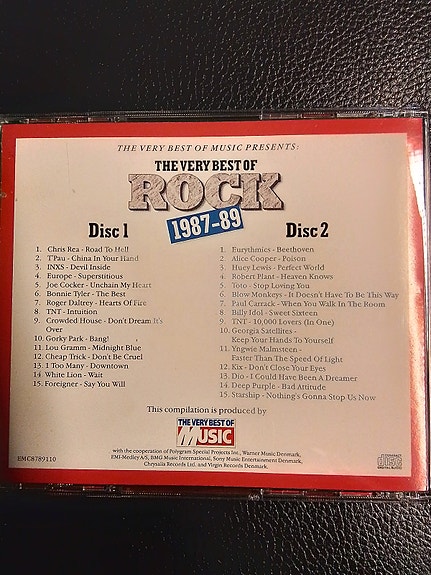 THE VERY BEST OF MUSIC PRESENTS:
THE VERY BEST OF
ROCK
1987-89
Disc 1
1. Chris Rea - Road To Hell
2. T'Pau - China In Your Hand
3. INXS - Devil Inside
4. Europe - Superstitious
5. Joe Cocker - Unchain My Heart
6. Bonnie Tyler - The Best
7. Roger Daltrey - Hearts Of Fire
8. TNT - Intuition
9. Crowded House - Don't Dream It's
Over
10. Gorky Park - Bang!
11. Lou Gramm - Midnight Blue
12. Cheap Trick - Don't Be Cruel
13. 1 Too Many - Downtown
14. White Lion - Wait
15. Foreigner - Say You Will
Disc 2
1. Eurythmics - Beethoven
2. Alice Cooper - Poison
3. Huey Lewis - Perfect World
4. Robert Plant - Heaven Knows
5. Toto - Stop Loving You
6. Blow Monkeys - It Doesn't Have To Be This Way
7. Paul Carrack - When You Walk In The Room
8. Billy Idol - Sweet Sixteen
9. TNT - 10,000 Lovers (In One)
10. Georgia Satellites -
Keep Your Hands To Yourself
11. Yngwie Malmsteen -
Faster Than The Speed Of Light
12. Kix - Don't Close Your Eyes
13. Dio - I Could Have Been A Dreamer
14. Deep Purple - Bad Attitude
15. Starship - Nothing's Gonna Stop Us Now
This compilation is produced by
THE VERY BEST OF
MUSIC
with the cooperation of Polygram Special Projects Inc., Warner Music Denmark,
EMI-Medley A/S, BMG Music International, Sony Music Entertainment Denmark,
Chrysalis Records Ltd. and Virgin Records Denmark.
EMC8789110
COMPACT
disc
DIGITAL AUDIO